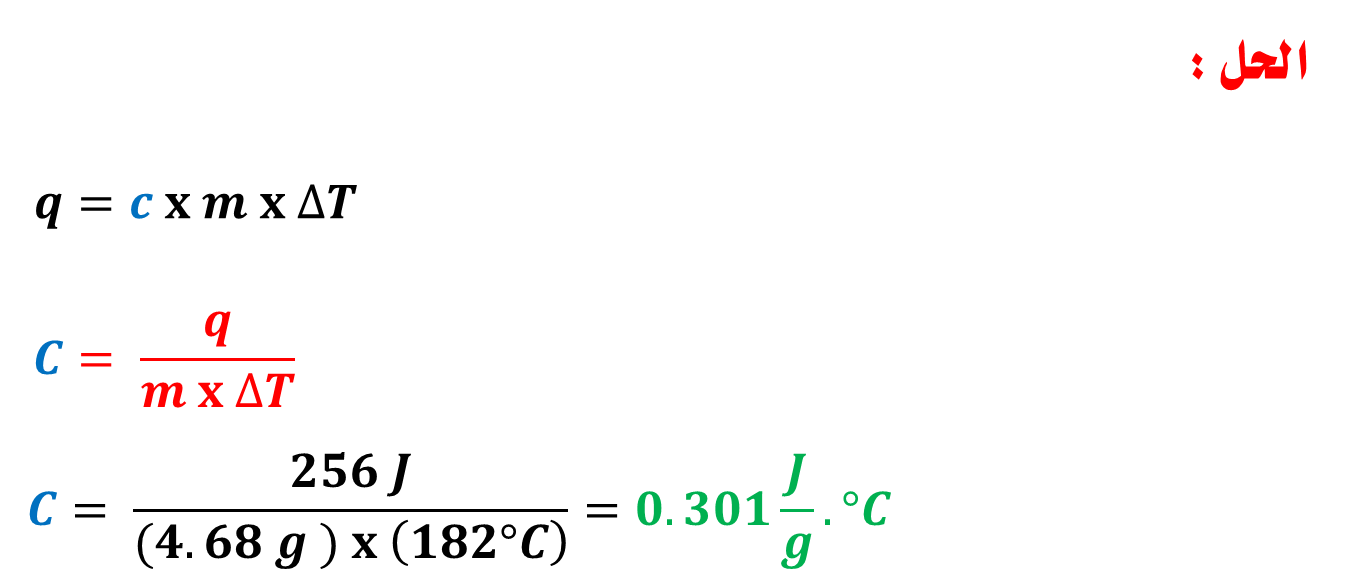 الحل :
q = c x m x ΔT
C = q / m x ΔT
C = 256 J / (4.68 g ) x (182°C) = 0.301 J / g . °C